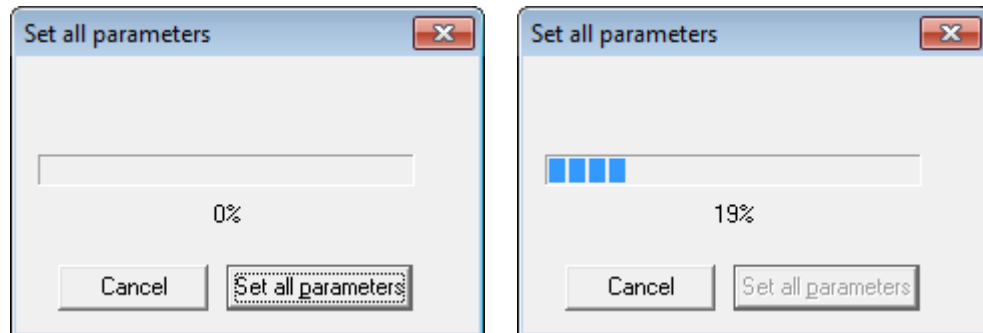 Set all parameters
0%
Cancel Set all parameters
Set all parameters
19%
Cancel Set all parameters